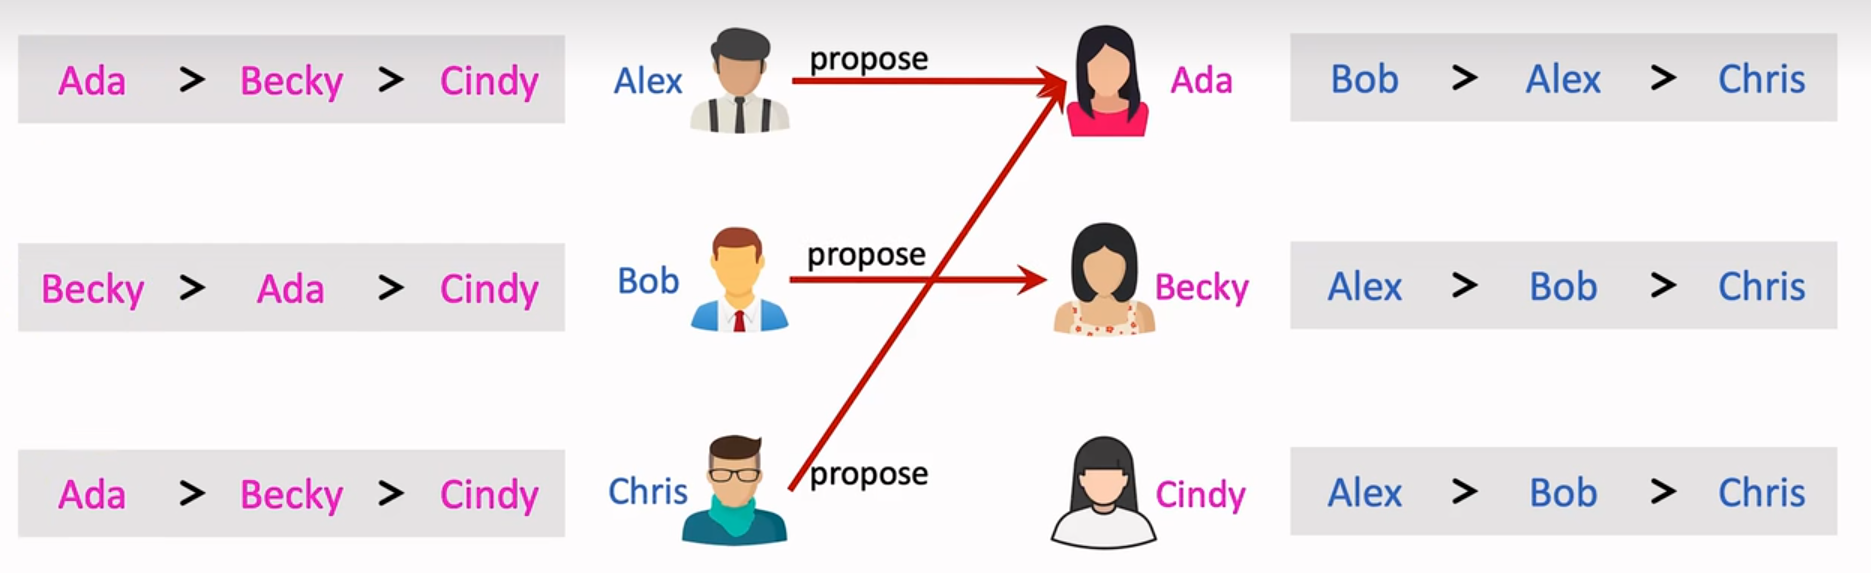 Ada > Becky > Cindy Alex propose Ada Bob > Alex > Chris
Becky > Ada > Cindy Bob propose Becky Alex > Bob > Chris
Ada > Becky > Cindy Chris propose Cindy Alex > Bob > Chris